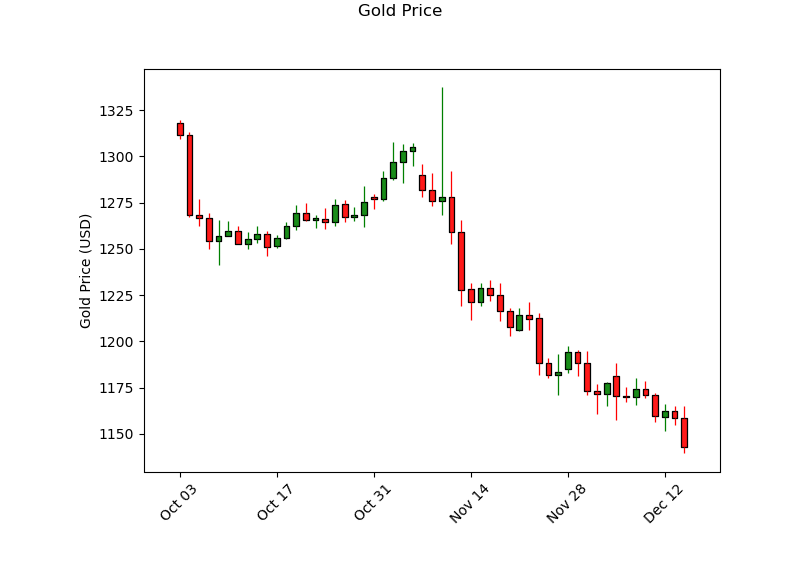 Gold Price
Gold Price (USD)
1325
1300
1275
1250
1225
1200
1175
1150
Oct 03
Oct 17
Oct 31
Nov 14
Nov 28
Dec 12